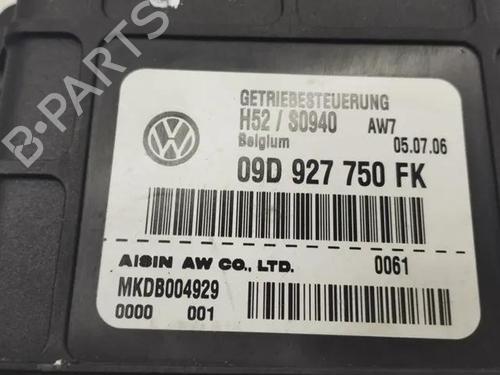 GETRIEBESTEUERUNG
H52 / S0940 AW7
Belgium 05.07.06
09D 927 750 FK
AISIN AW CO., LTD. 0061
MKDB004929
0000 001